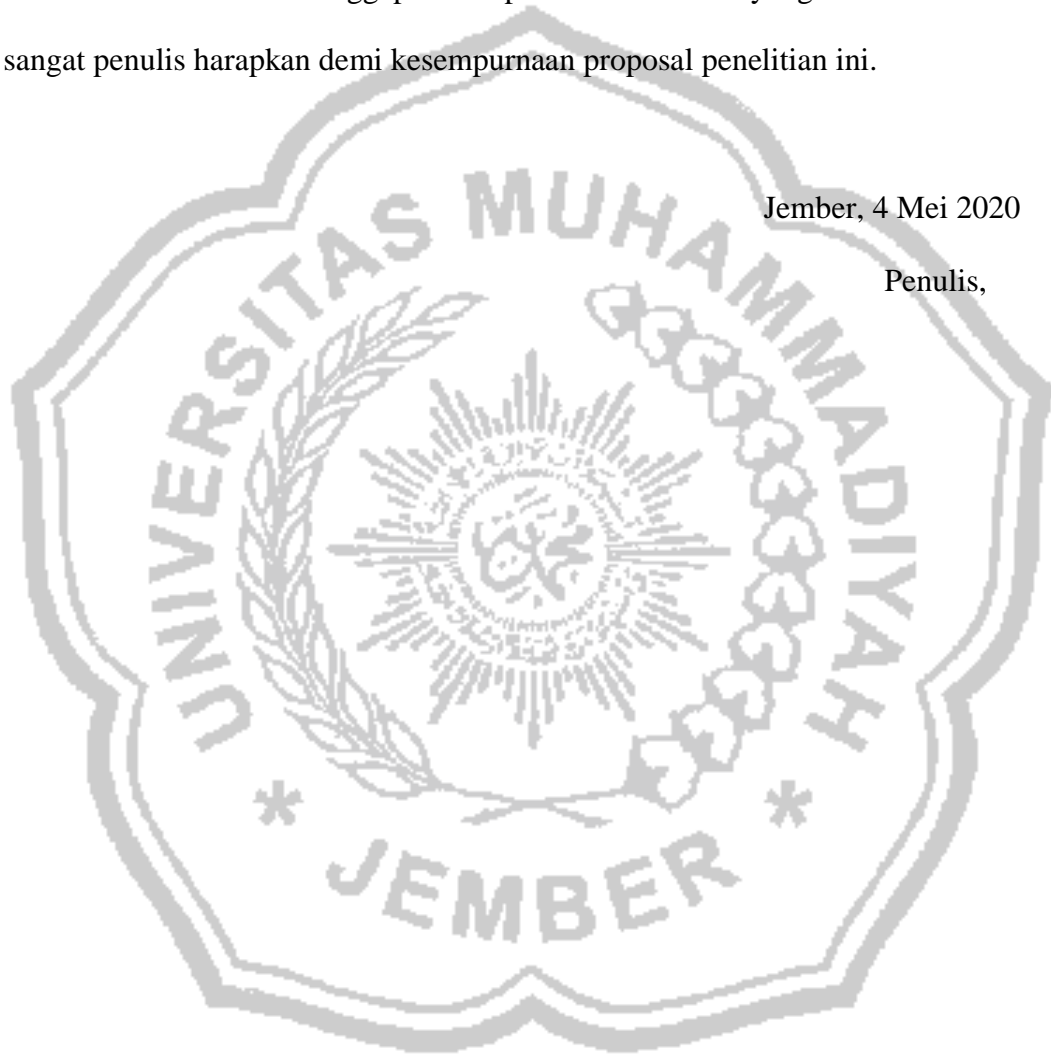 sangat penulis harapkan demi kesempurnaan proposal penelitian ini.
Jember, 4 Mei 2020
Penulis,
UNIVERSITAS MUHAMMADIYAH
* JEMBER *